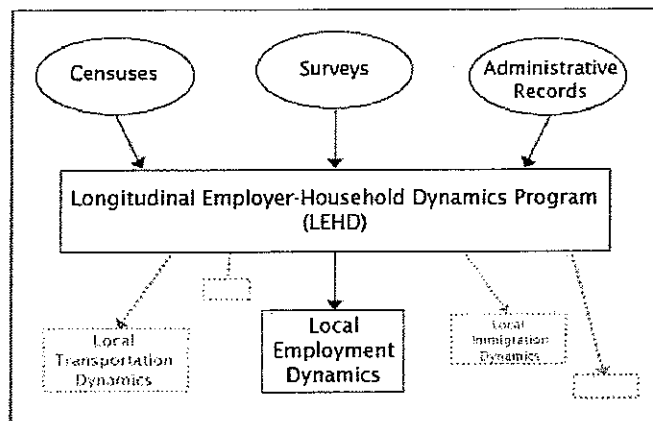 Censuses
Surveys
Administrative
Records
Longitudinal Employer-Household Dynamics Program
(LEHD)
Local
Transportation
Dynamics
Local
Employment
Dynamics
Local
Immigration
Dynamics